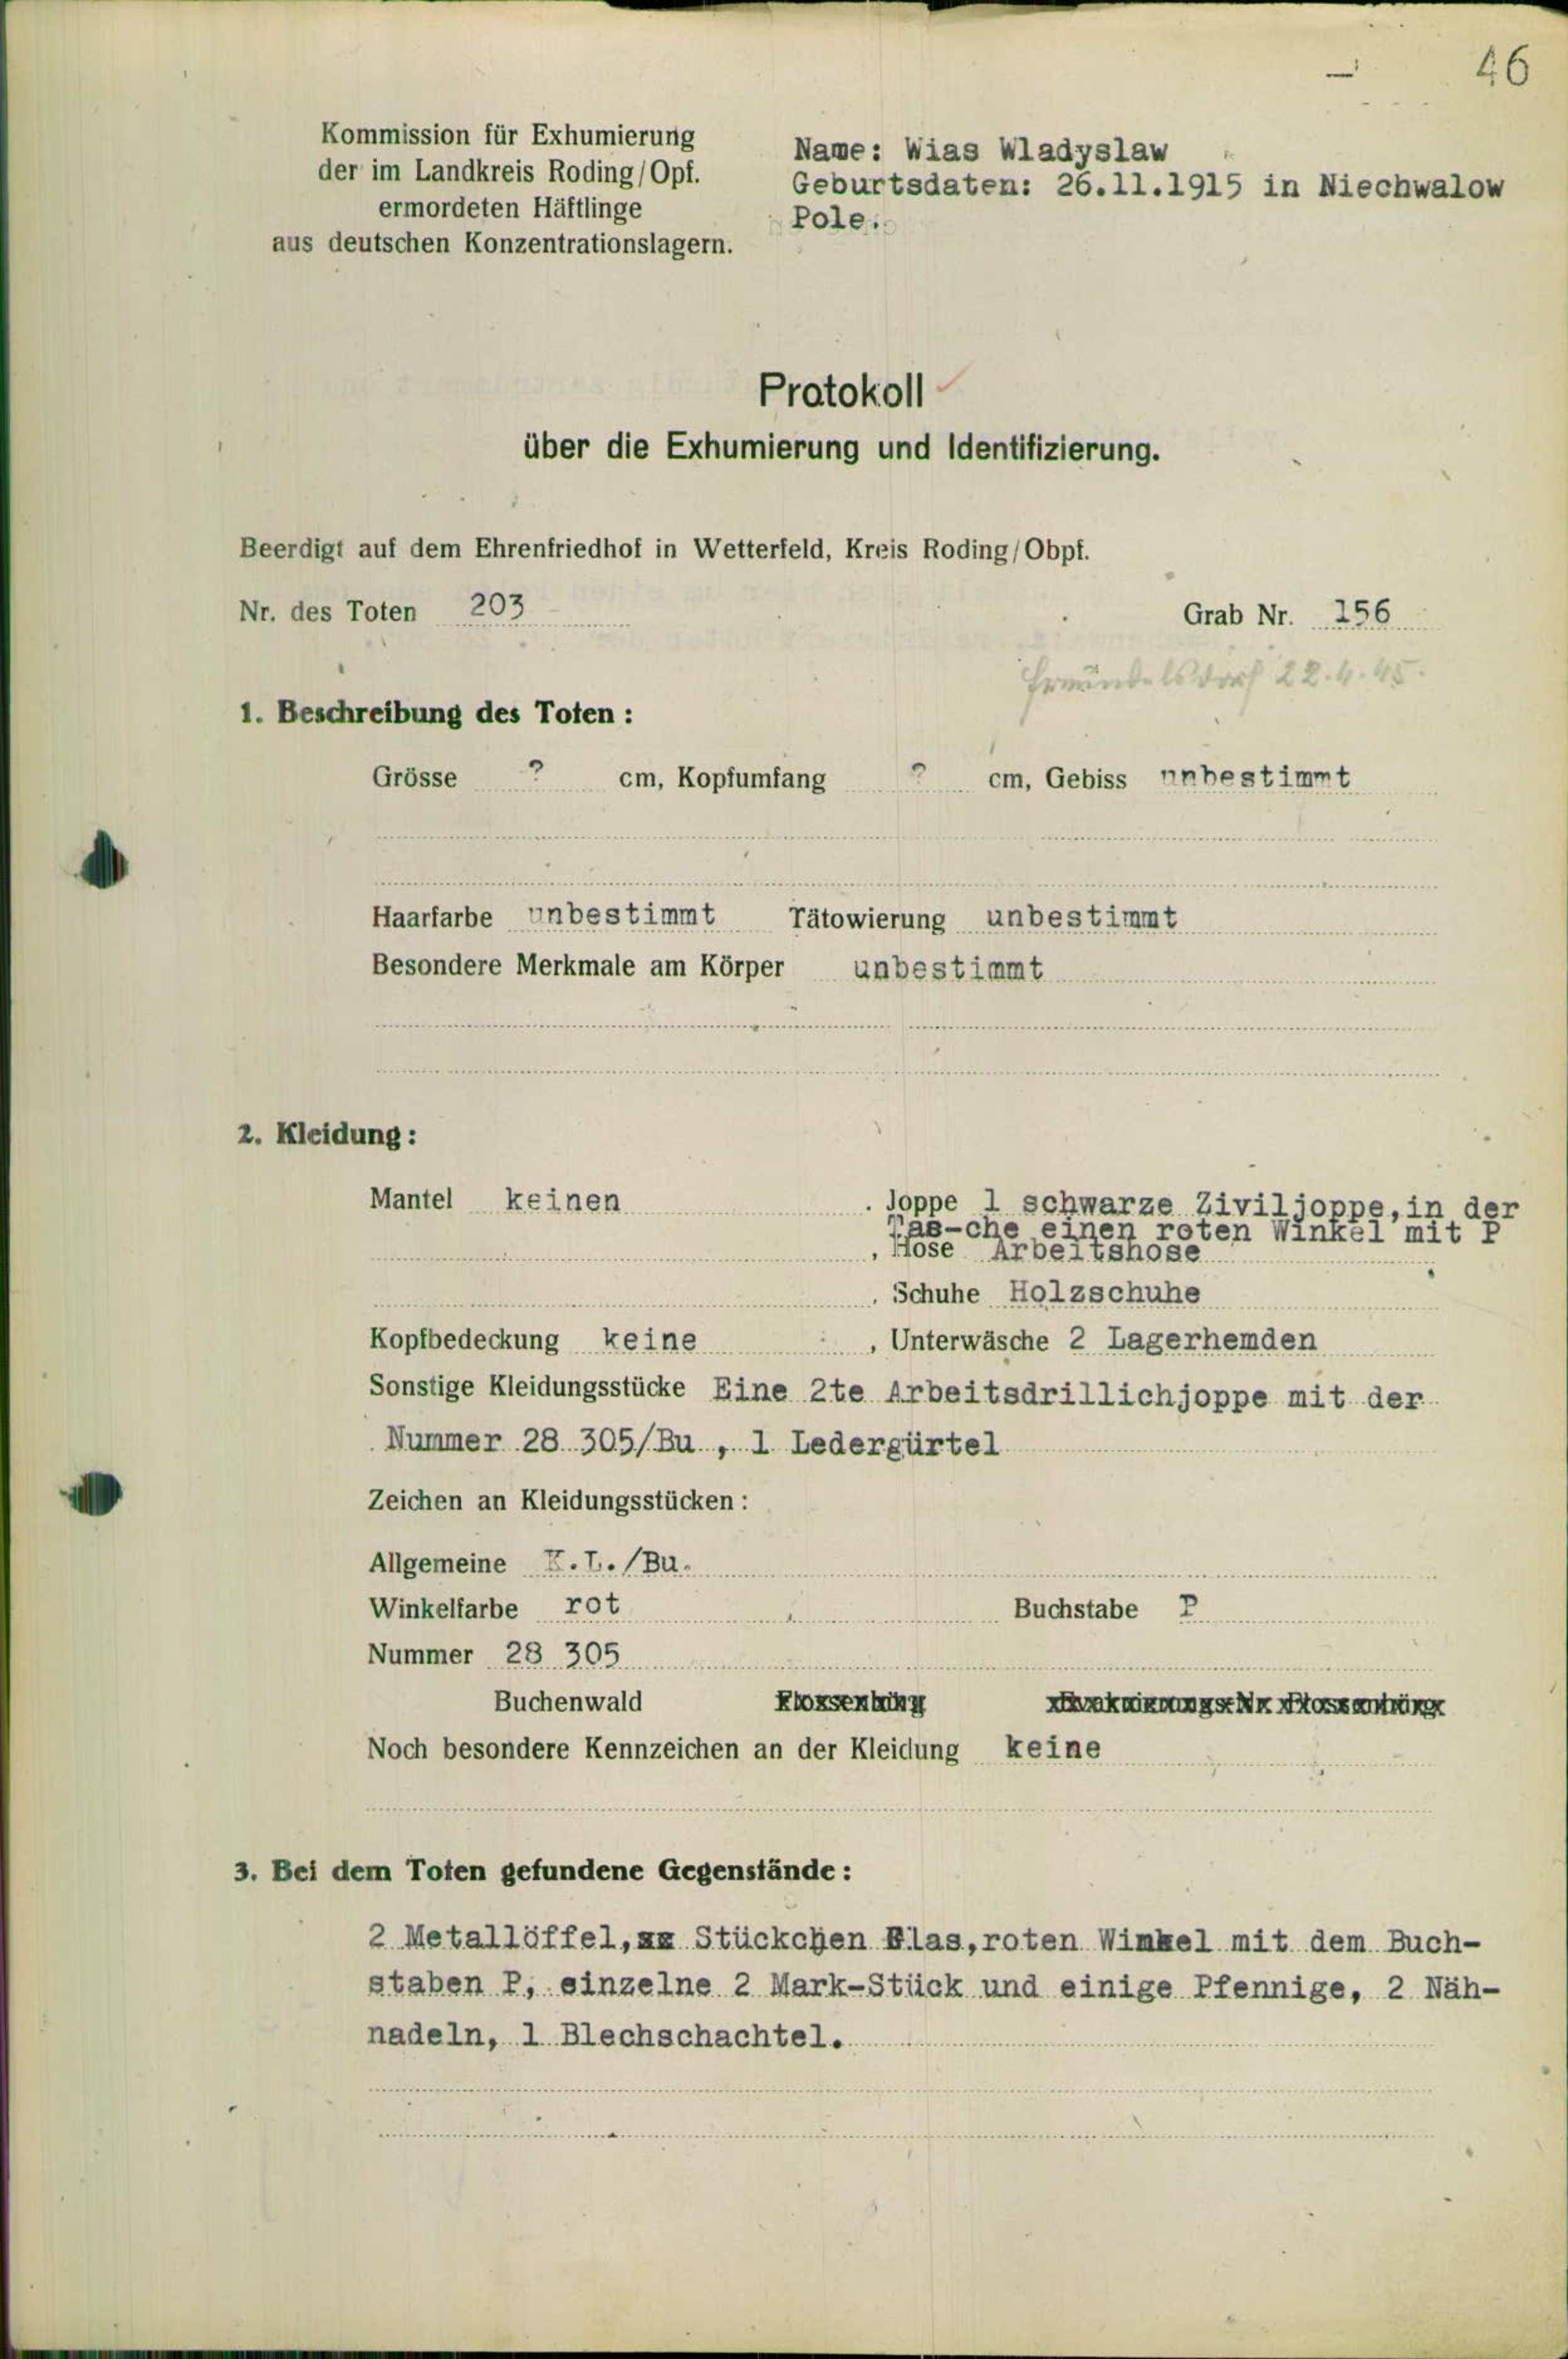 46
Kommission für Exhumierung
der im Landkreis Roding/Opf.
ermordeten Häftlinge
aus deutschen Konzentrationslagern.
Name: Wias Wladyslaw
Geburtsdaten: 26.11.1915 in Niechwalow
Pole.
Protokoll
über die Exhumierung und Identifizierung.
Beerdigt auf dem Ehrenfriedhof in Wetterfeld, Kreis Roding/Obpf.
Nr. des Toten 203 Grab Nr. 156
22.4.45.
1. Beschreibung des Toten :
Grösse ? cm, Kopfumfang ? cm, Gebiss unbestimmt
Haarfarbe unbestimmt Tätowierung unbestimmt
Besondere Merkmale am Körper unbestimmt
2. Kleidung :
Mantel keinen . Joppe 1 schwarze Ziviljoppe,in der
Tas-che einen roten Winkel mit P
, Hose Arbeitshose
, Schuhe Holzschuhe
Kopfbedeckung keine , Unterwäsche 2 Lagerhemden
Sonstige Kleidungsstücke Eine 2te Arbeitsdrillichjoppe mit der
Nummer 28 305/Bu , 1 Ledergürtel
Zeichen an Kleidungsstücken :
Allgemeine K.L./Bu.
Winkelfarbe rot Buchstabe P
Nummer 28 305
Buchenwald
Noch besondere Kennzeichen an der Kleidung keine
3. Bei dem Toten gefundene Gegenstände :
2 Metallöffel,xx Stückchen Glas,roten Winkel mit dem Buch-
staben P, einzelne 2 Mark-Stück und einige Pfennige, 2 Näh-
nadeln, 1 Blechschachtel.